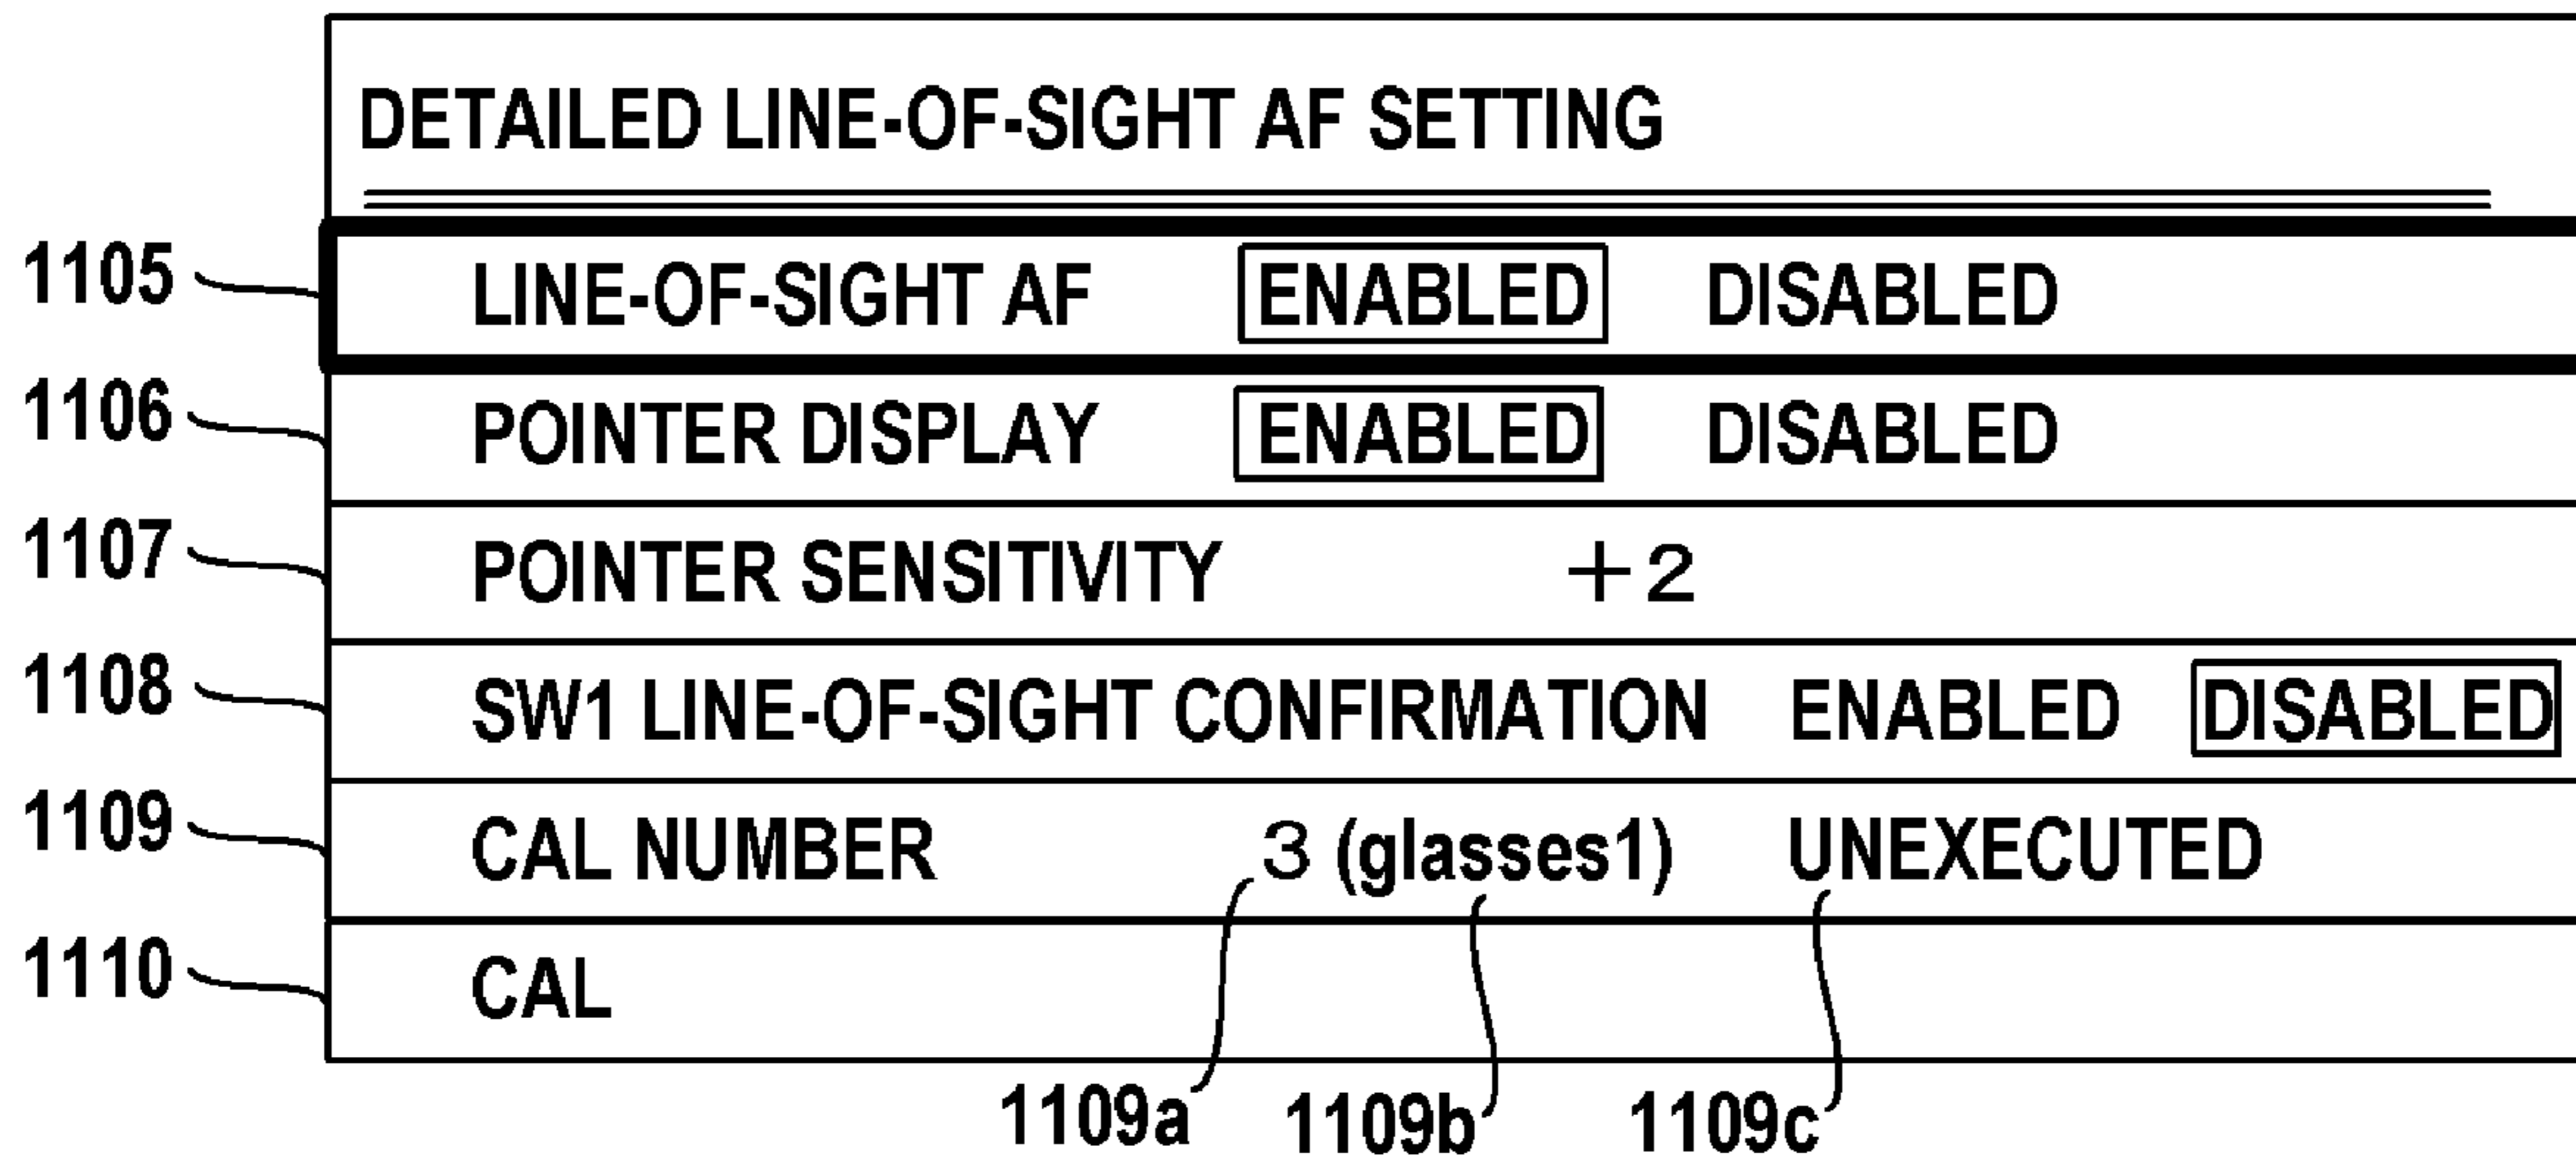 DETAILED LINE-OF-SIGHT AF SETTING
1105 LINE-OF-SIGHT AF ENABLED DISABLED
1106 POINTER DISPLAY ENABLED DISABLED
1107 POINTER SENSITIVITY +2
1108 SW1 LINE-OF-SIGHT CONFIRMATION ENABLED DISABLED
1109 CAL NUMBER 3 (glasses1) UNEXECUTED
1110 CAL
1109a 1109b 1109c